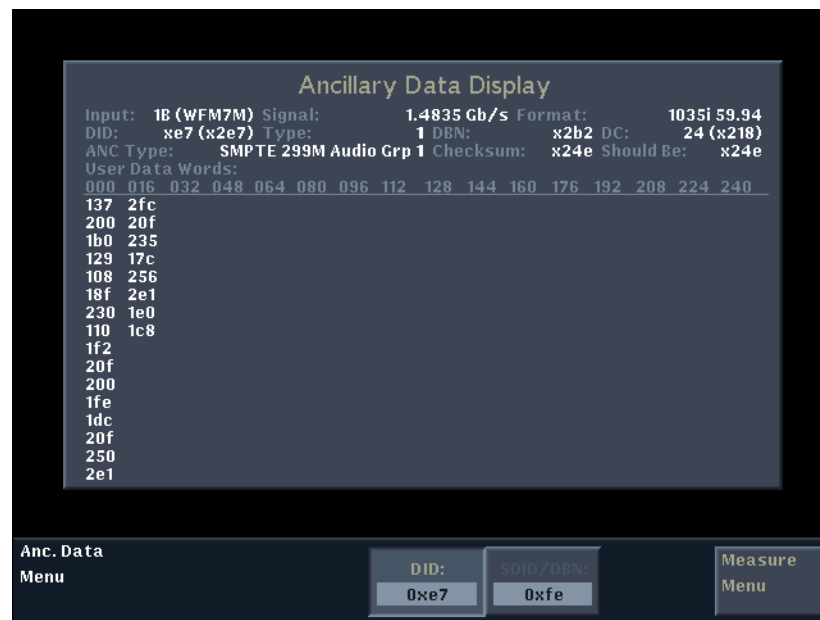 Ancillary Data Display
Input: 1B (WFM7M) Signal: 1.4835 Gb/s Format: 1035i 59.94
DID: xe7 (x2e7) Type: 1 DBN: x2b2 DC: 24 (x218)
ANC Type: SMPTE 299M Audio Grp 1 Checksum: x24e Should Be: x24e
User Data Words:
000 016 032 048 064 080 096 112 128 144 160 176 192 208 224 240
137 2fc
200 20f
1b0 235
129 17c
108 256
18f 2e1
230 1e0
110 1c8
1f2
20f
200
1fe
1dc
20f
250
2e1
Anc. Data
Menu
DID:
0xe7
SDID/DBN:
0xfe
Measure
Menu